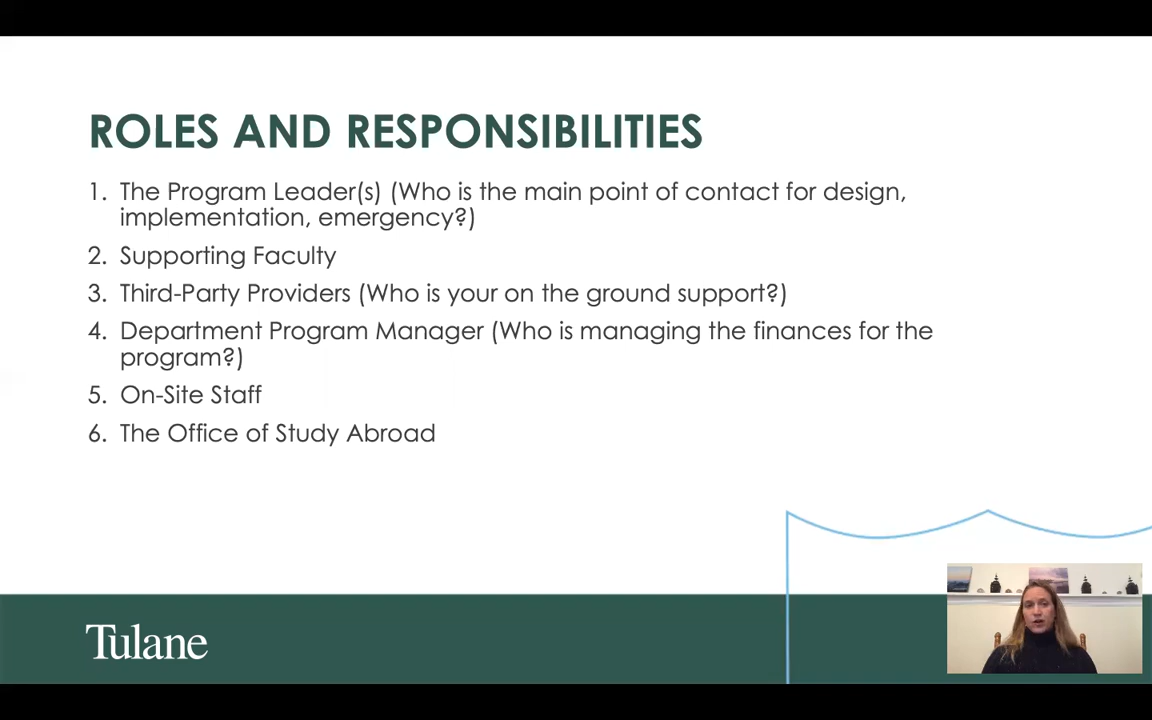 ROLES AND RESPONSIBILITIES
1. The Program Leader(s) (Who is the main point of contact for design,
implementation, emergency?)
2. Supporting Faculty
3. Third-Party Providers (Who is your on the ground support?)
4. Department Program Manager (Who is managing the finances for the
program?)
5. On-Site Staff
6. The Office of Study Abroad
Tulane